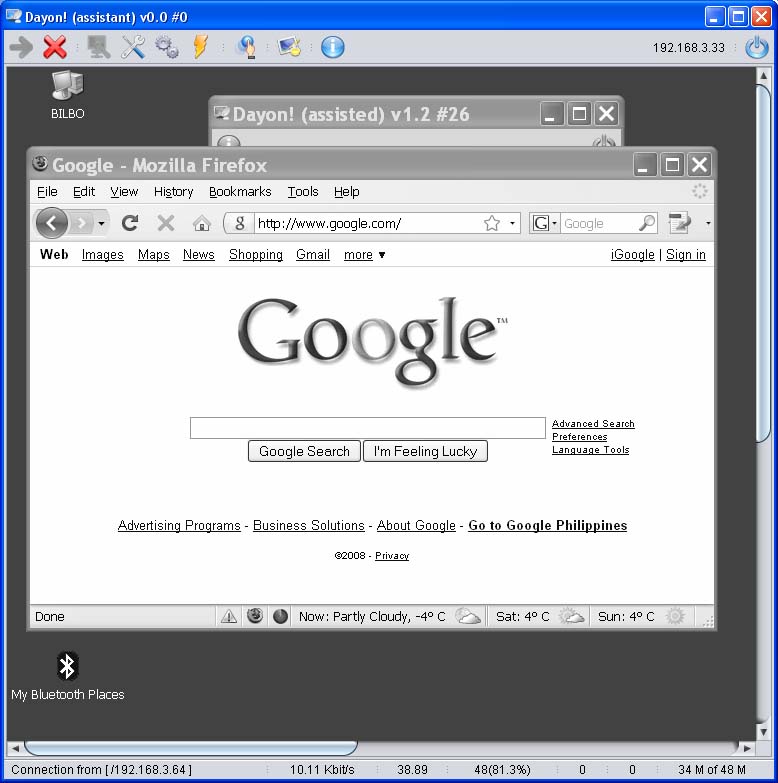 Dayon! (assistant) v0.0 #0
192.168.3.33
BILBO
Dayon! (assisted) v1.2 #26
Google - Mozilla Firefox
File Edit View History Bookmarks Tools Help
g http://www.google.com/ G Google
Web Images Maps News Shopping Gmail more ▼ iGoogle | Sign in
Google™
Advanced Search
Preferences
Language Tools
Google Search I'm Feeling Lucky
Advertising Programs - Business Solutions - About Google - Go to Google Philippines
©2008 - Privacy
Done Now: Partly Cloudy, -4° C Sat: 4° C Sun: 4° C
My Bluetooth Places
Connection from [ /192.168.3.64 ] 10.11 Kbit/s 38.89 48(81.3%) 0 0 34 M of 48 M